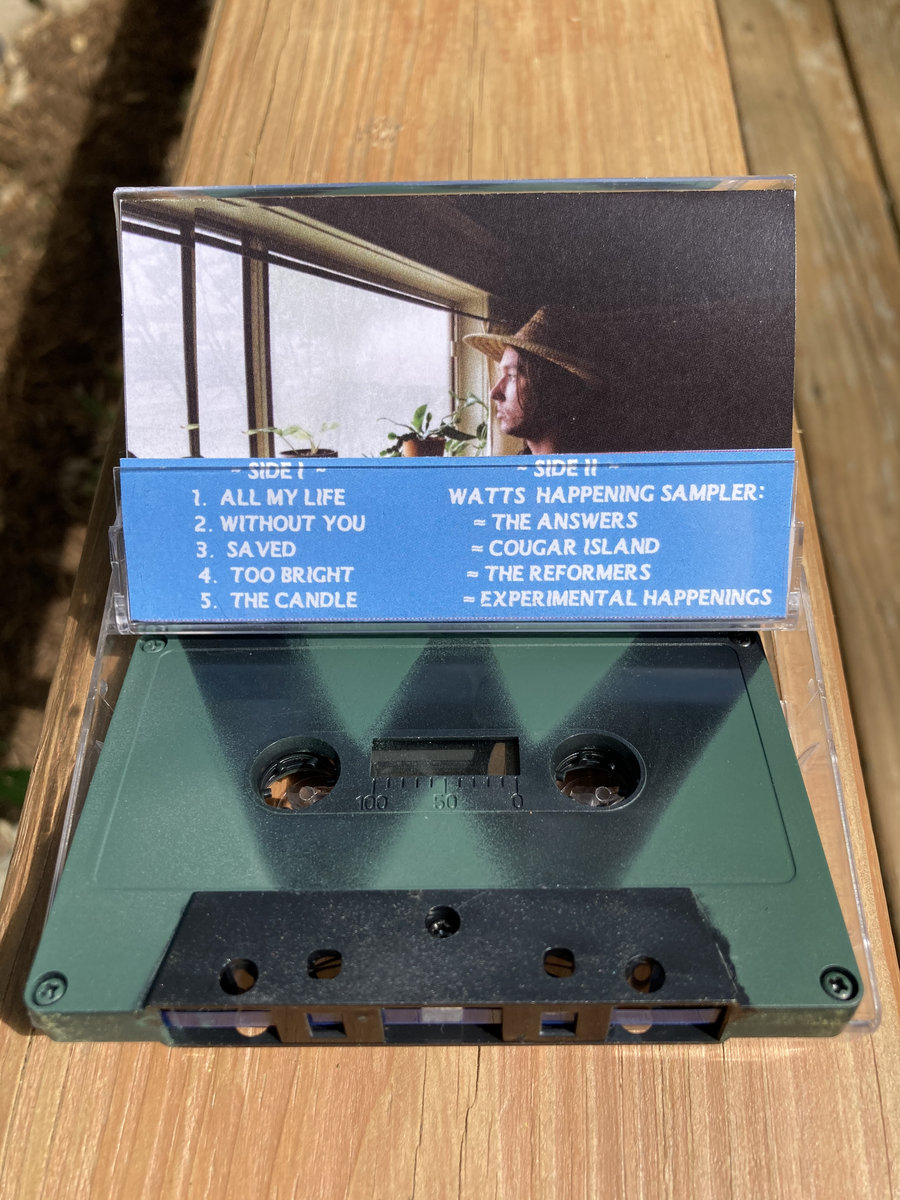 ~ SIDE I ~
1. ALL MY LIFE
2. WITHOUT YOU
3. SAVED
4. TOO BRIGHT
5. THE CANDLE
~ SIDE II ~
WATTS HAPPENING SAMPLER:
≈ THE ANSWERS
≈ COUGAR ISLAND
≈ THE REFORMERS
≈ EXPERIMENTAL HAPPENINGS
100 50 0